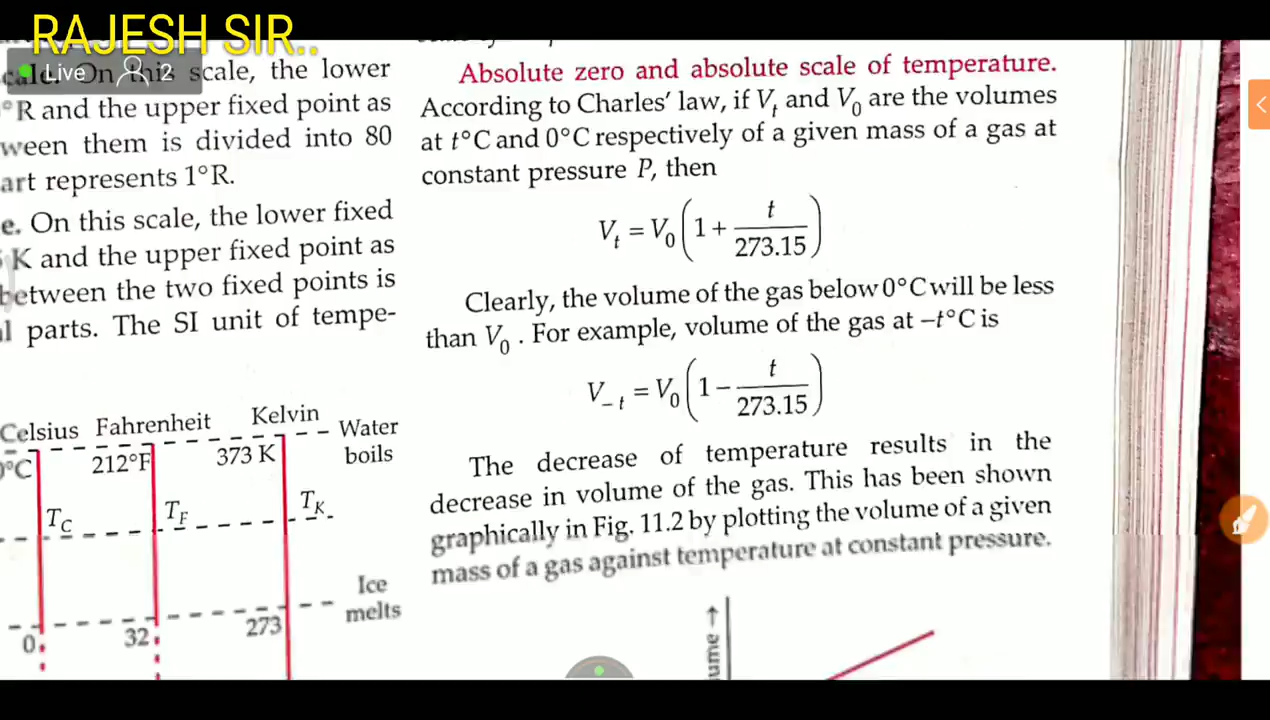 RAJESH SIR..
Live 2
cale. On this scale, the lower
°R and the upper fixed point as
ween them is divided into 80
art represents 1°R.
e. On this scale, the lower fixed
K and the upper fixed point as
between the two fixed points is
l parts. The SI unit of tempe-
Celsius Fahrenheit Kelvin Water
boils
0°C 212°F 373 K
T_C T_F T_K
Ice
melts
0 32 273
Absolute zero and absolute scale of temperature.
According to Charles' law, if V_t and V_0 are the volumes
at t°C and 0°C respectively of a given mass of a gas at
constant pressure P, then
V_t = V_0 (1 + t/273.15)
Clearly, the volume of the gas below 0°C will be less
than V_0 . For example, volume of the gas at –t°C is
V_–t = V_0 (1 – t/273.15)
The decrease of temperature results in the
decrease in volume of the gas. This has been shown
graphically in Fig. 11.2 by plotting the volume of a given
mass of a gas against temperature at constant pressure.
ume →